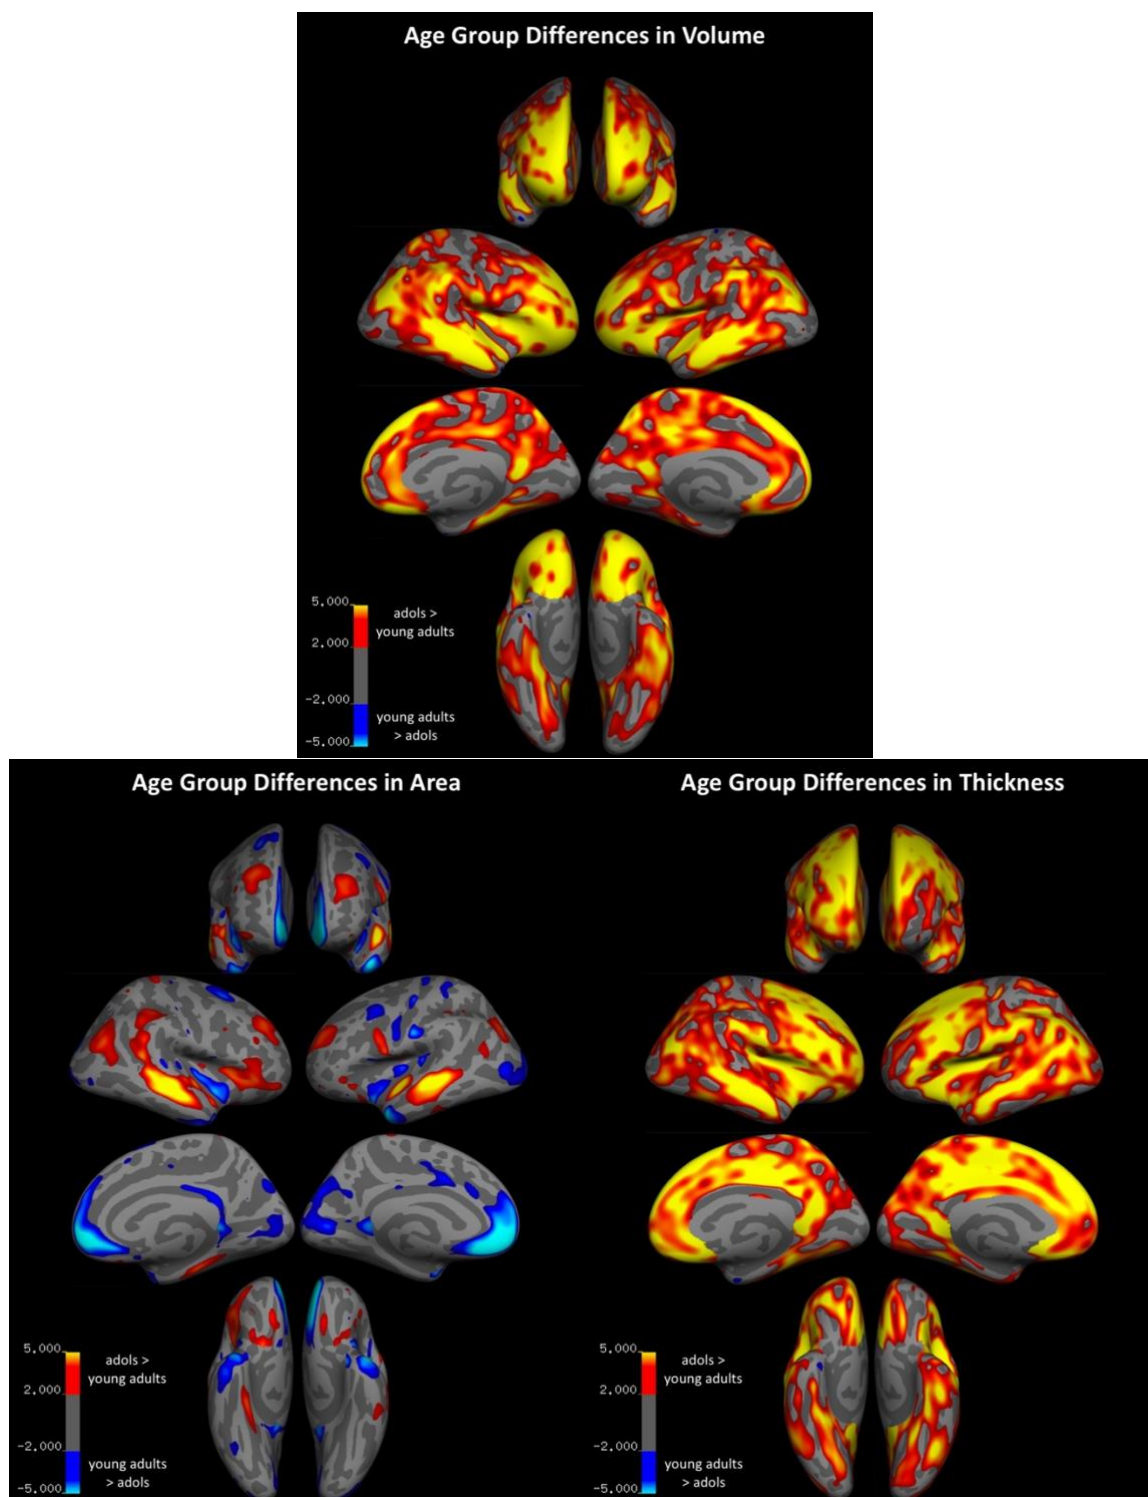 Age Group Differences in Volume
5.000
adols >
young adults
2.000
-2.000
young adults
> adols
-5.000
Age Group Differences in Area
5.000
adols >
young adults
2.000
-2.000
young adults
> adols
-5.000
Age Group Differences in Thickness
5.000
adols >
young adults
2.000
-2.000
young adults
> adols
-5.000